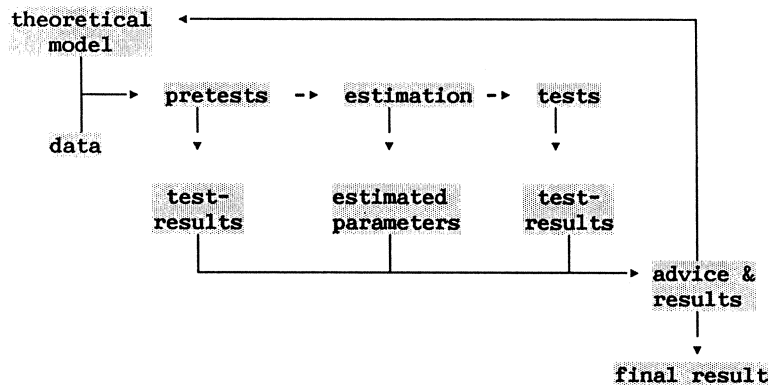 theoretical
model
pretests
estimation
tests
data
test-
results
estimated
parameters
test-
results
advice &
results
final result